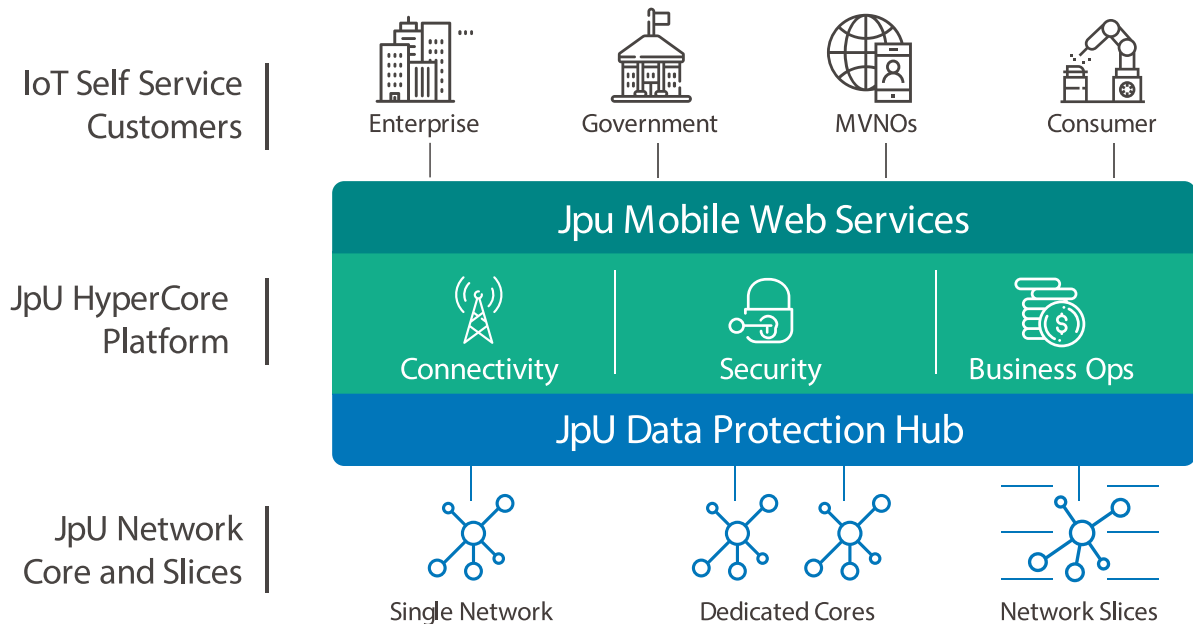 IoT Self Service
Customers
Enterprise
Government
MVNOs
Consumer
Jpu Mobile Web Services
JpU HyperCore
Platform
Connectivity
Security
Business Ops
JpU Data Protection Hub
JpU Network
Core and Slices
Single Network
Dedicated Cores
Network Slices